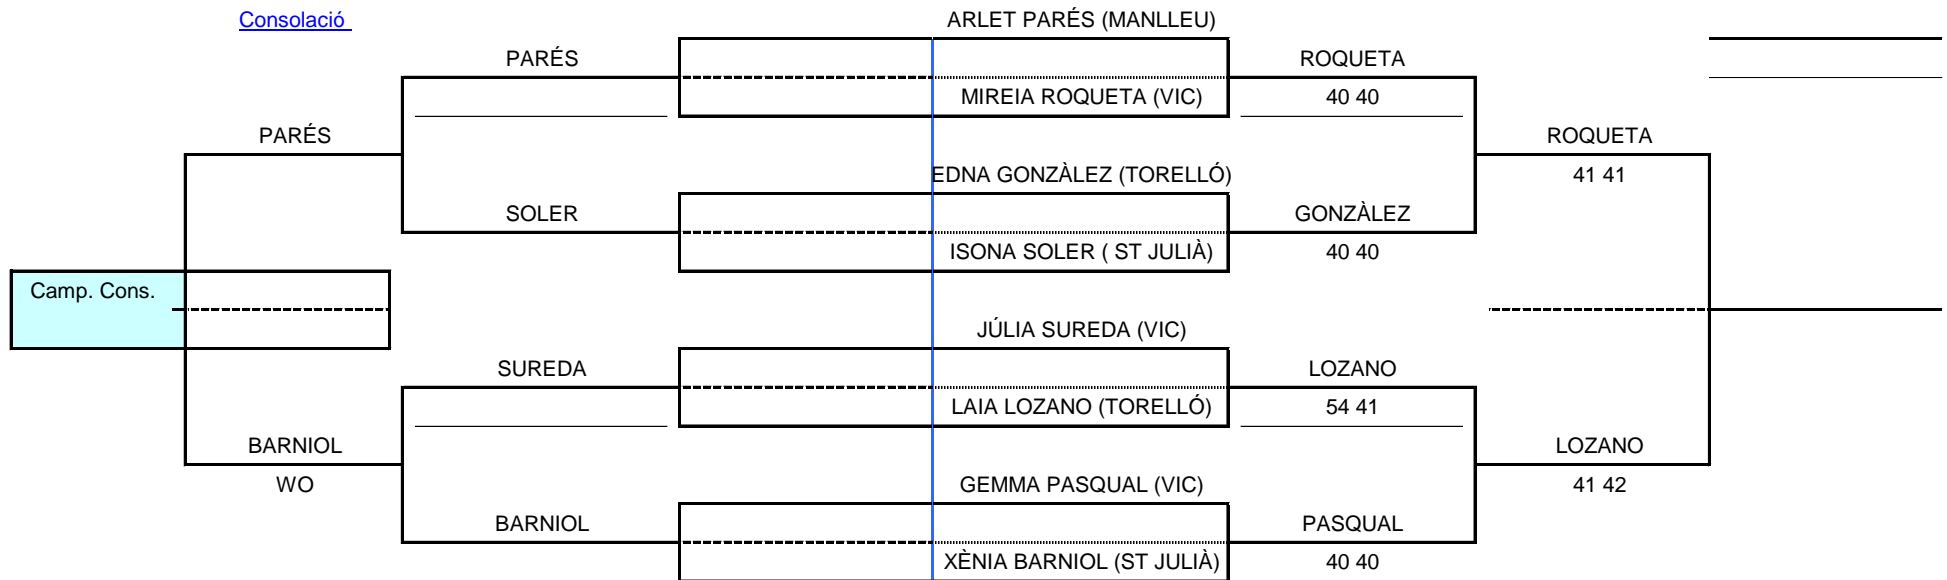 Consolació
ARLET PARÉS (MANLLEU)
PARÉS
ROQUETA
MIREIA ROQUETA (VIC)
40 40
PARÉS
ROQUETA
EDNA GONZÀLEZ (TORELLÓ)
41 41
SOLER
GONZÀLEZ
ISONA SOLER ( ST JULIÀ)
40 40
Camp. Cons.
JÚLIA SUREDA (VIC)
SUREDA
LOZANO
LAIA LOZANO (TORELLÓ)
54 41
BARNIOL
LOZANO
WO
GEMMA PASQUAL (VIC)
41 42
BARNIOL
PASQUAL
XÈNIA BARNIOL (ST JULIÀ)
40 40